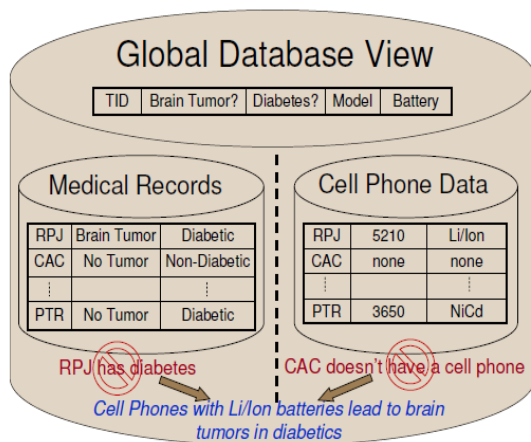 Global Database View
TID Brain Tumor? Diabetes? Model Battery
Medical Records
RPJ Brain Tumor Diabetic
CAC No Tumor Non-Diabetic
PTR No Tumor Diabetic
RPJ has diabetes
Cell Phone Data
RPJ 5210 Li/Ion
CAC none none
PTR 3650 NiCd
CAC doesn't have a cell phone
Cell Phones with Li/Ion batteries lead to brain
tumors in diabetics